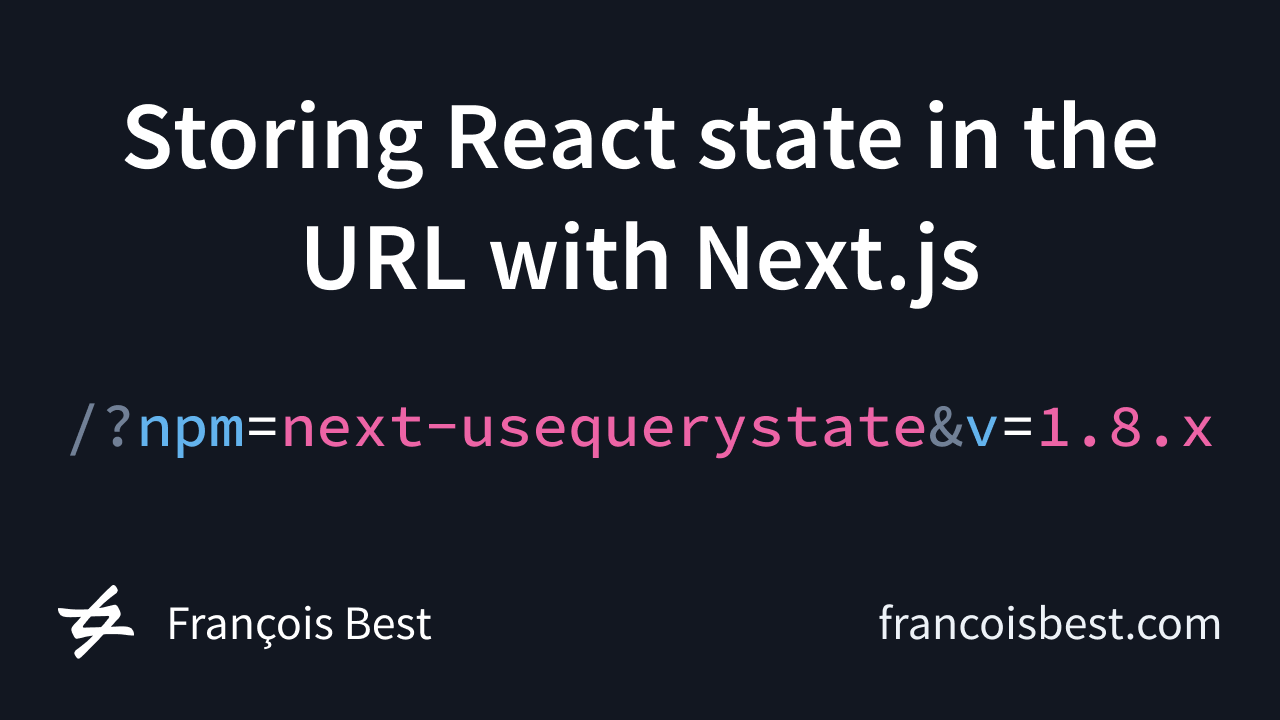 Storing React state in the
URL with Next.js
/?npm=next-usequerystate&v=1.8.x
François Best
francoisbest.com